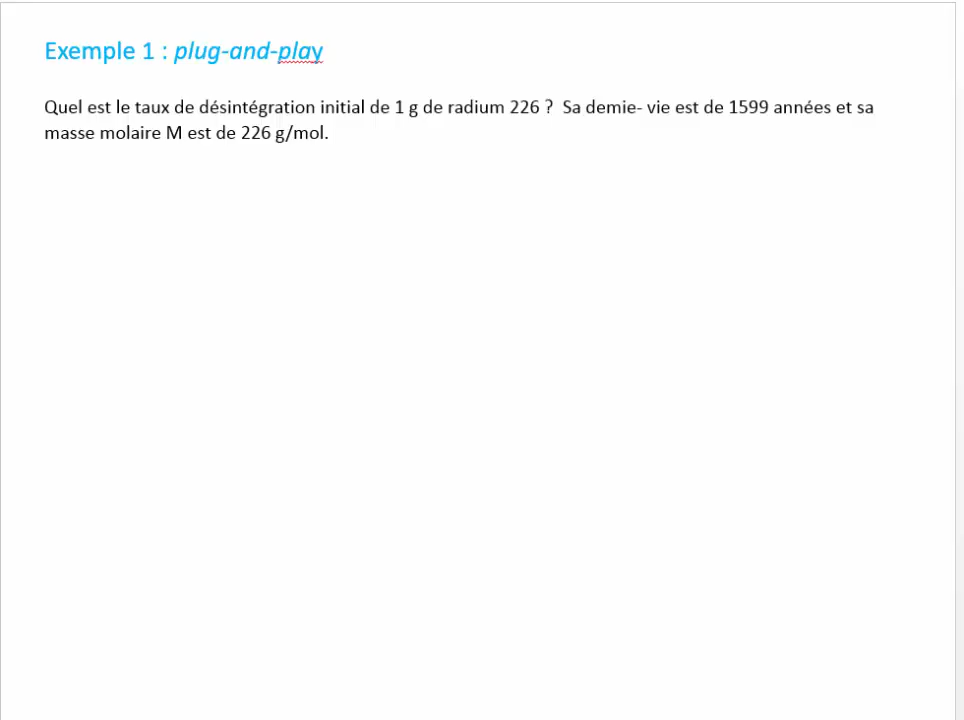 Exemple 1 : plug-and-play
Quel est le taux de désintégration initial de 1 g de radium 226 ?  Sa demie- vie est de 1599 années et sa
masse molaire M est de 226 g/mol.